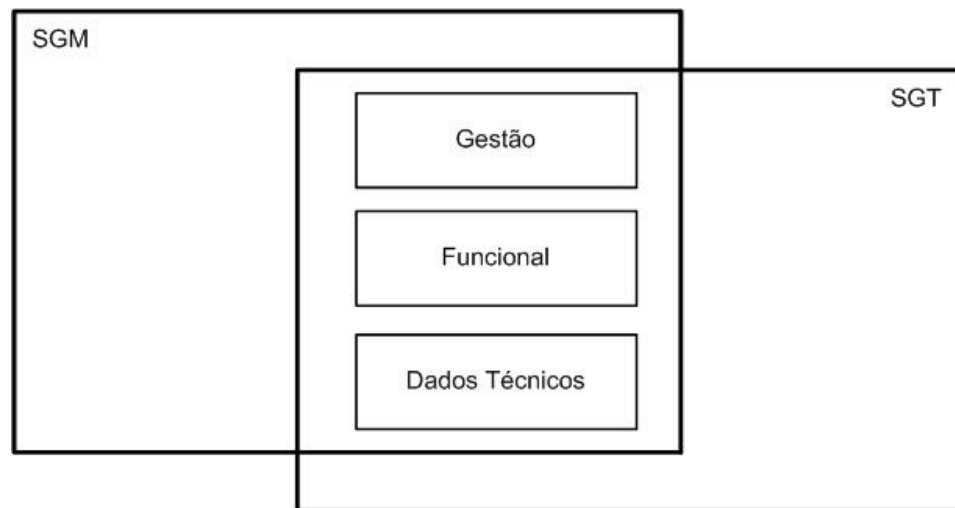 SGM
SGT
Gestão
Funcional
Dados Técnicos